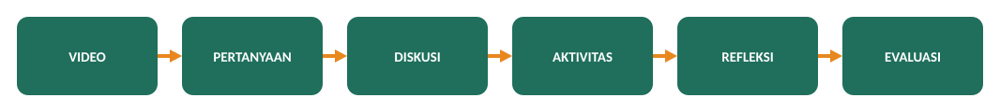 VIDEO
PERTANYAAN
DISKUSI
AKTIVITAS
REFLEKSI
EVALUASI